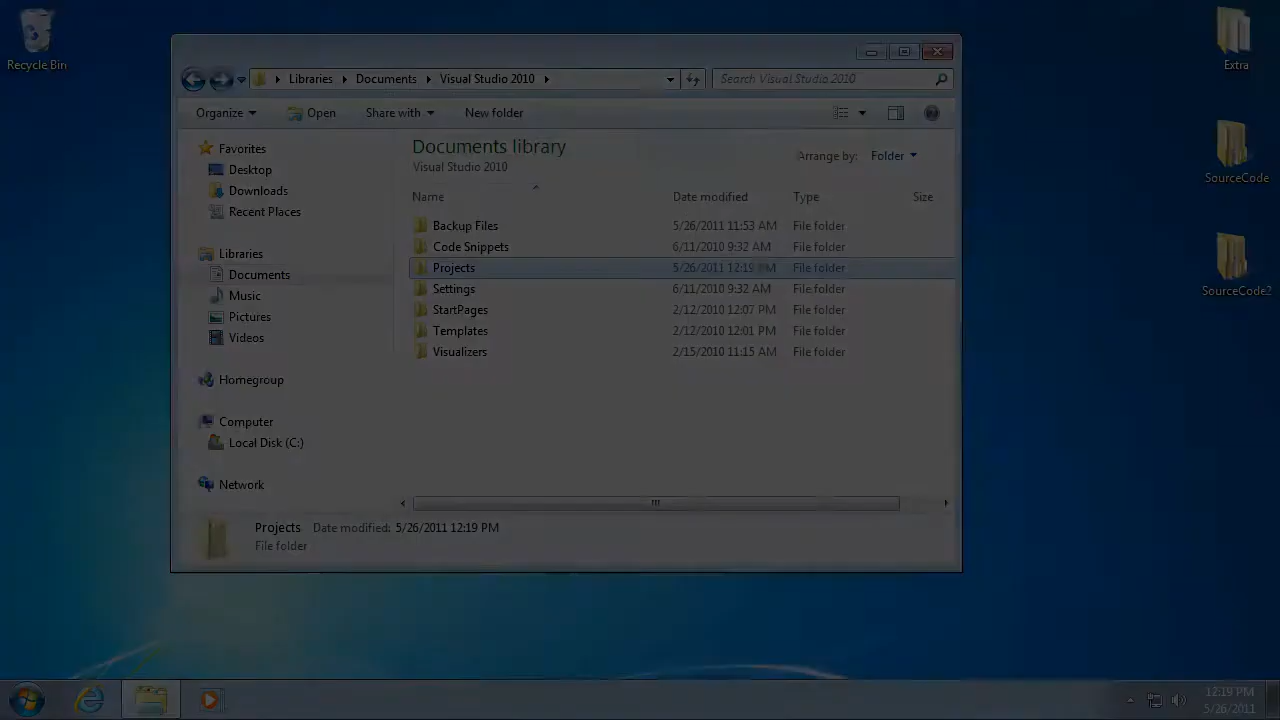 Recycle Bin
Extra
SourceCode
SourceCode2
Libraries Documents Visual Studio 2010
Search Visual Studio 2010
Organize Open Share with New folder
Favorites
Desktop
Downloads
Recent Places
Libraries
Documents
Music
Pictures
Videos
Homegroup
Computer
Local Disk (C:)
Network
Documents library
Visual Studio 2010
Arrange by: Folder
Name Date modified Type Size
Backup Files 5/26/2011 11:53 AM File folder
Code Snippets 6/11/2010 9:32 AM File folder
Projects 5/26/2011 12:19 PM File folder
Settings 6/11/2010 9:32 AM File folder
StartPages 2/12/2010 12:07 PM File folder
Templates 2/12/2010 12:01 PM File folder
Visualizers 2/15/2010 11:15 AM File folder
Projects Date modified: 5/26/2011 12:19 PM
File folder
12:19 PM
5/26/2011